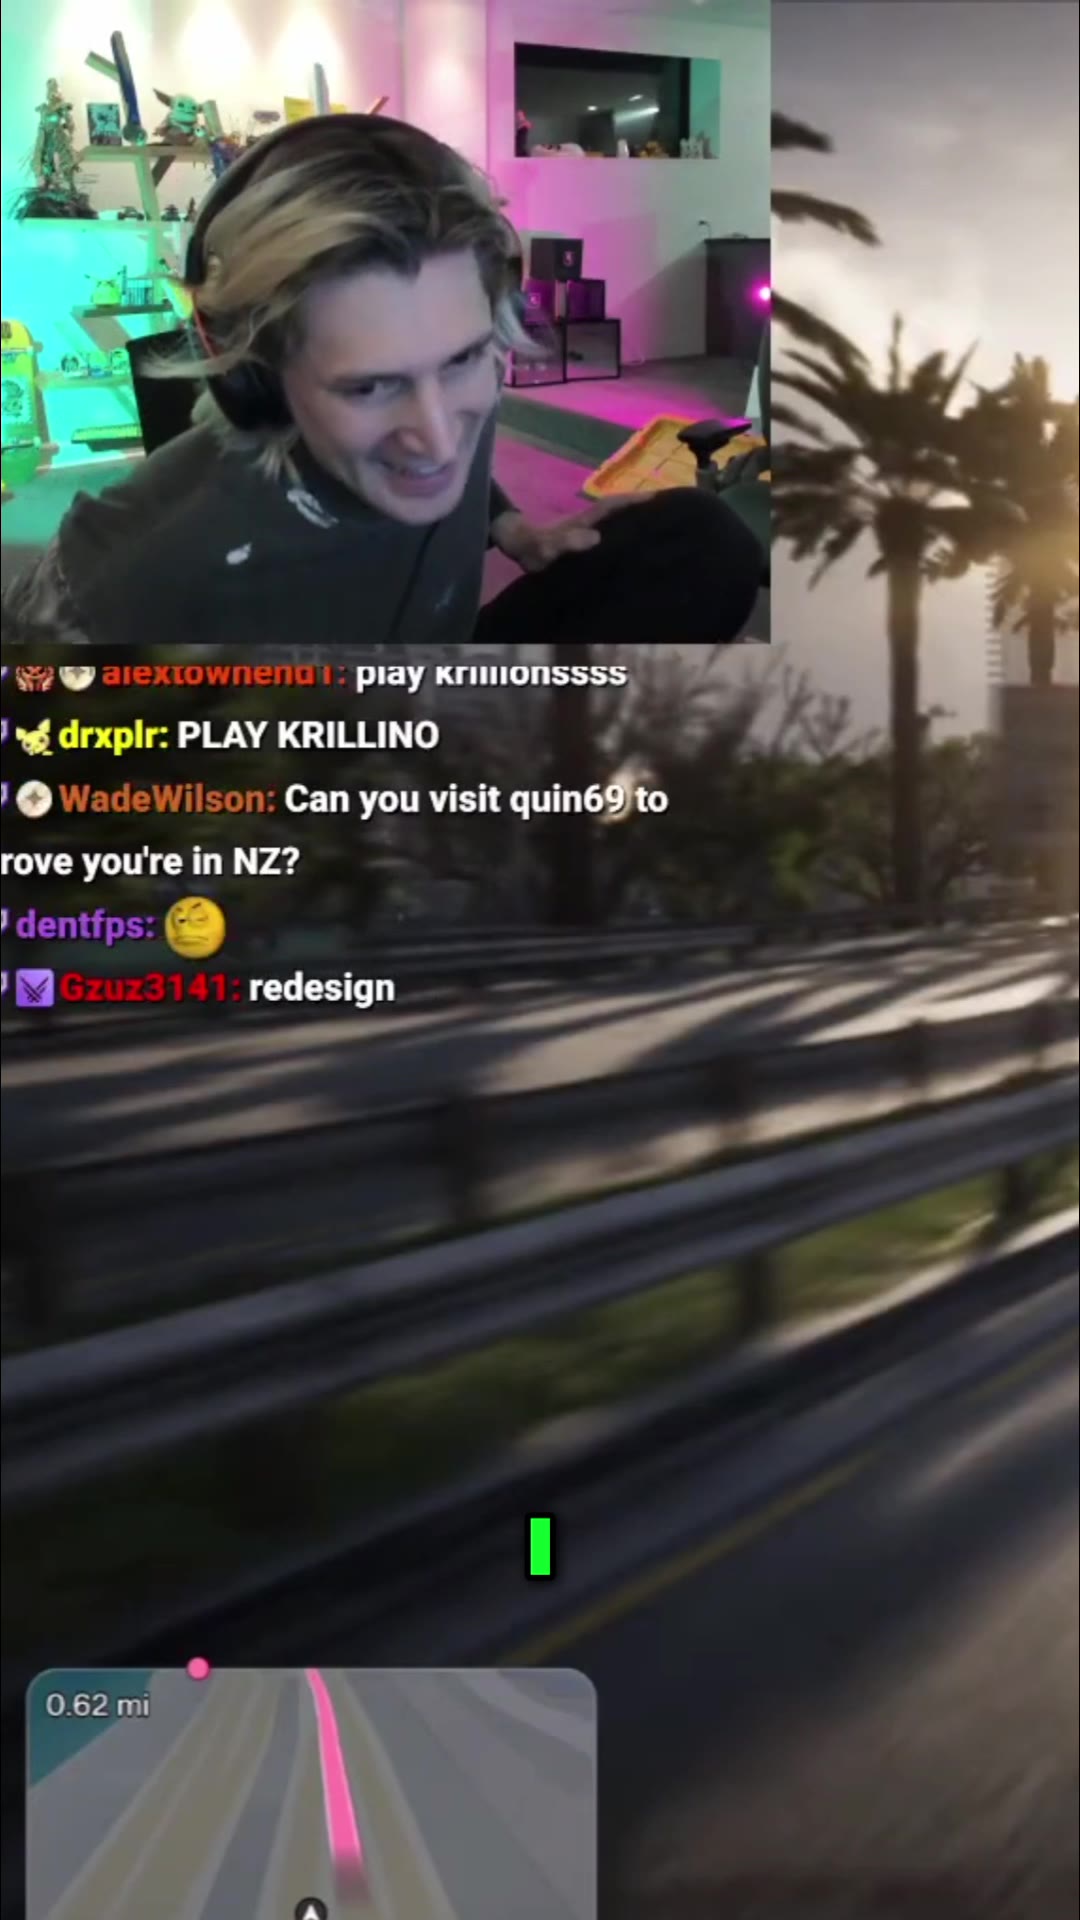 alextownend1: play krillionssss
drxplr: PLAY KRILLINO
WadeWilson: Can you visit quin69 to
rove you're in NZ?
dentfps:
Gzuz3141: redesign
I
0.62 mi